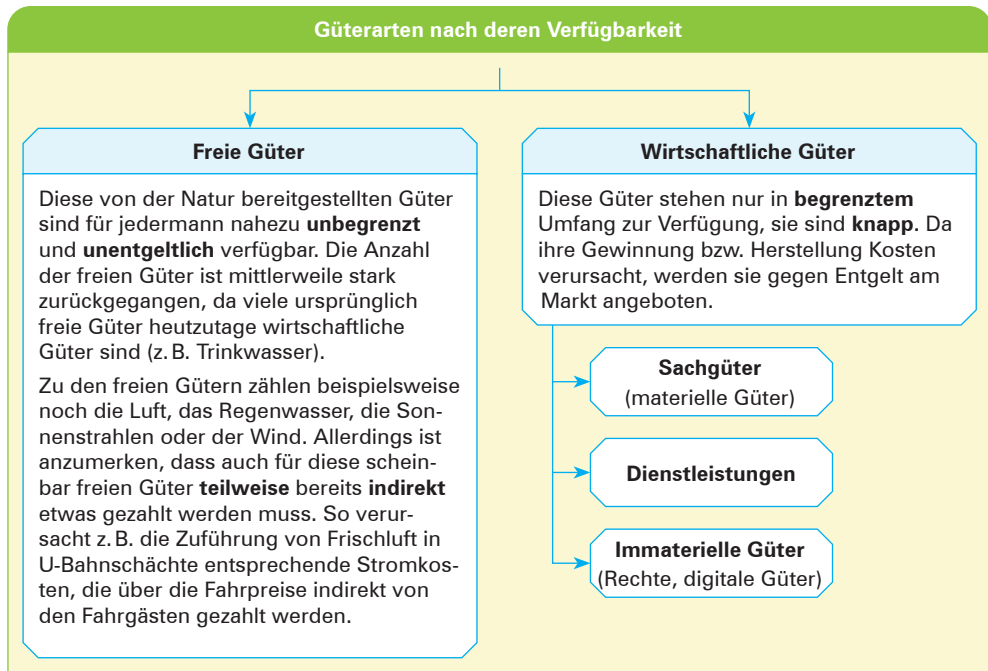 Güterarten nach deren Verfügbarkeit
Freie Güter
Diese von der Natur bereitgestellten Güter
sind für jedermann nahezu unbegrenzt
und unentgeltlich verfügbar. Die Anzahl
der freien Güter ist mittlerweile stark
zurückgegangen, da viele ursprünglich
freie Güter heutzutage wirtschaftliche
Güter sind (z. B. Trinkwasser).
Zu den freien Gütern zählen beispielsweise
noch die Luft, das Regenwasser, die Son-
nenstrahlen oder der Wind. Allerdings ist
anzumerken, dass auch für diese schein-
bar freien Güter teilweise bereits indirekt
etwas gezahlt werden muss. So verur-
sacht z. B. die Zuführung von Frischluft in
U-Bahnschächte entsprechende Stromkos-
ten, die über die Fahrpreise indirekt von
den Fahrgästen gezahlt werden.
Wirtschaftliche Güter
Diese Güter stehen nur in begrenztem
Umfang zur Verfügung, sie sind knapp. Da
ihre Gewinnung bzw. Herstellung Kosten
verursacht, werden sie gegen Entgelt am
Markt angeboten.
Sachgüter
(materielle Güter)
Dienstleistungen
Immaterielle Güter
(Rechte, digitale Güter)